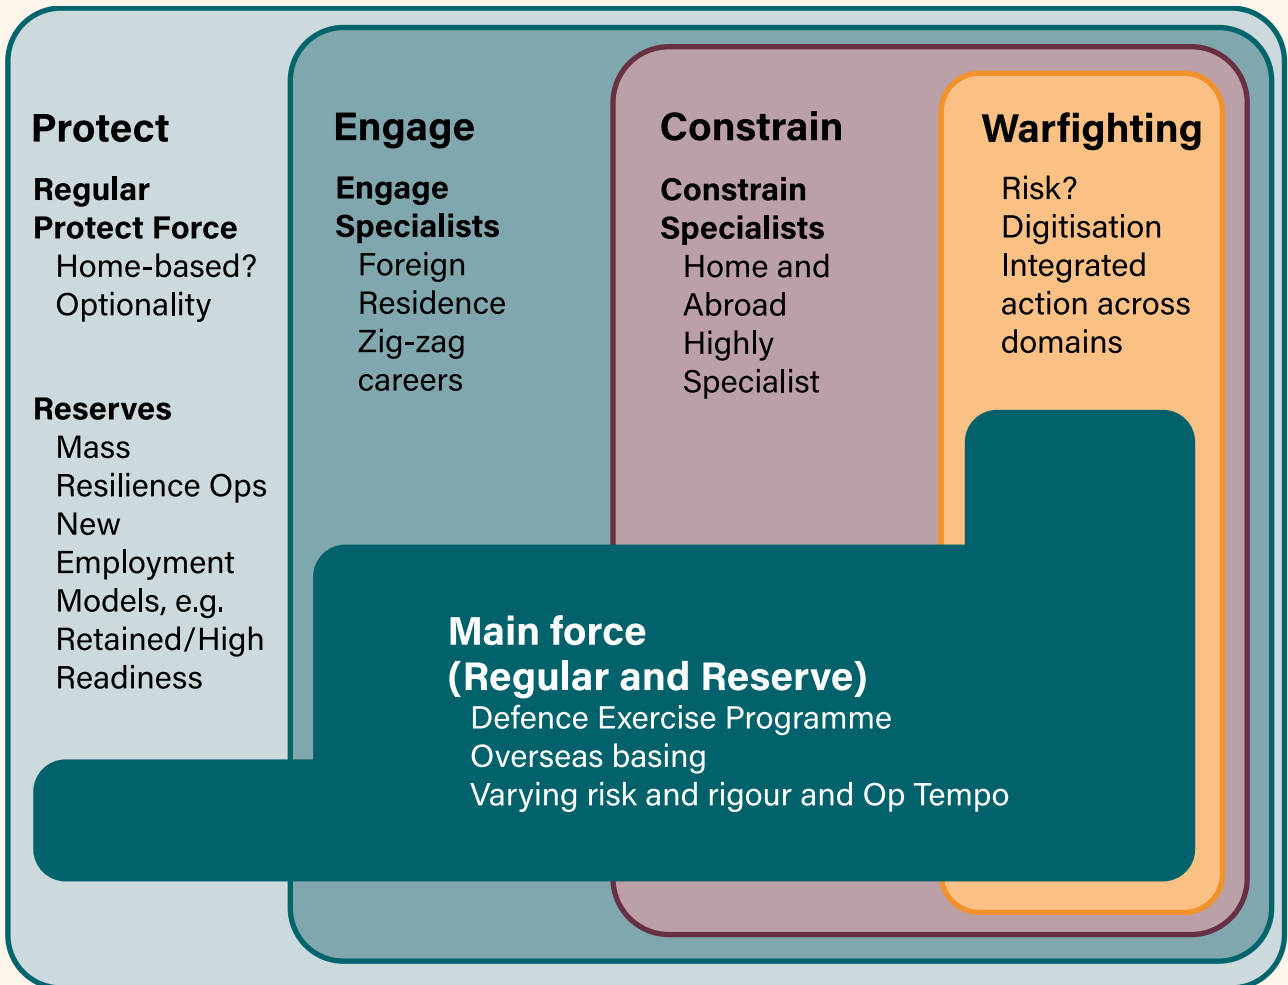 Protect
Regular
Protect Force
Home-based?
Optionality
Reserves
Mass
Resilience Ops
New
Employment
Models, e.g.
Retained/High
Readiness
Engage
Engage
Specialists
Foreign
Residence
Zig-zag
careers
Constrain
Constrain
Specialists
Home and
Abroad
Highly
Specialist
Warfighting
Risk?
Digitisation
Integrated
action across
domains
Main force
(Regular and Reserve)
Defence Exercise Programme
Overseas basing
Varying risk and rigour and Op Tempo